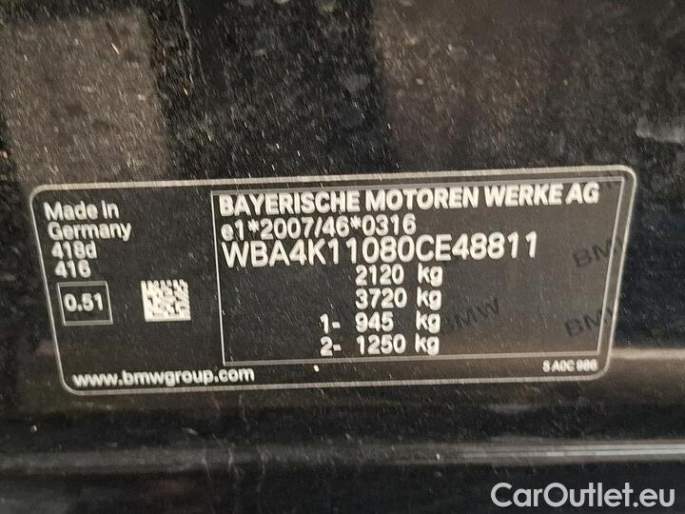 Made in
Germany
418d
416
0.51
BAYERISCHE MOTOREN WERKE AG
e1*2007/46*0316
WBA4K11080CE48811
2120 kg
3720 kg
1- 945 kg
2- 1250 kg
BMW
BMW
BMW
www.bmwgroup.com
5 A0C 986
CarOutlet.eu